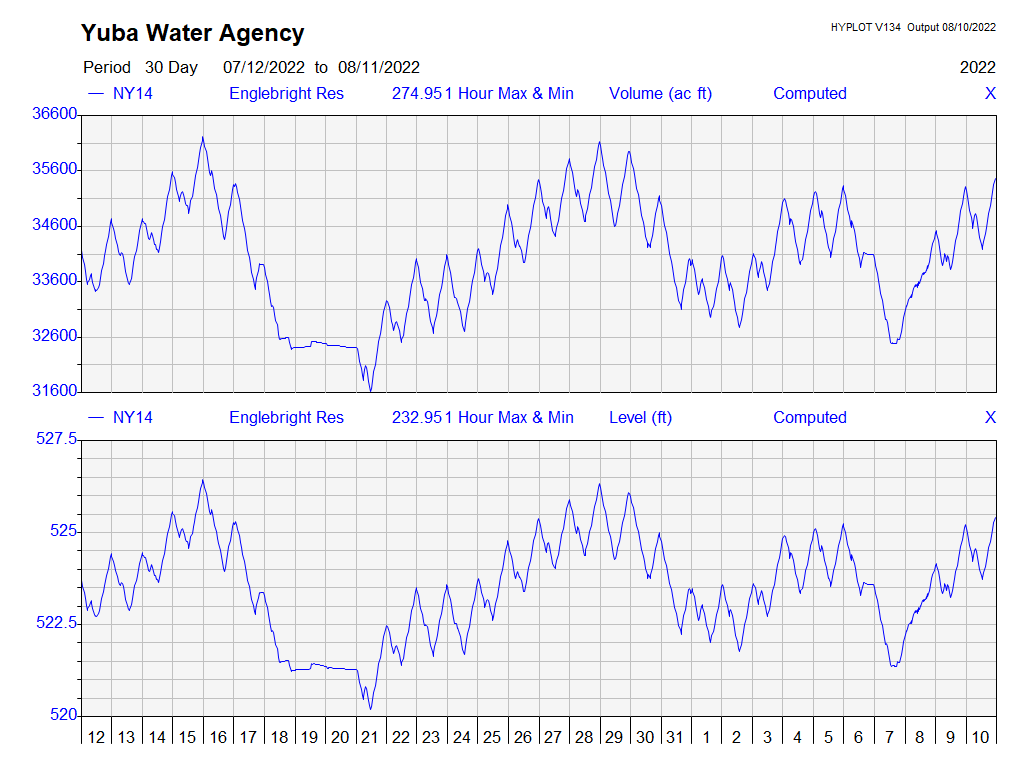 Yuba Water Agency
HYPLOT V134 Output 08/10/2022
Period 30 Day 07/12/2022 to 08/11/2022
2022
NY14 Englebright Res 274.951 Hour Max & Min Volume (ac ft) Computed X
36600
35600
34600
33600
32600
31600
NY14 Englebright Res 232.951 Hour Max & Min Level (ft) Computed X
527.5
525
522.5
520
12 13 14 15 16 17 18 19 20 21 22 23 24 25 26 27 28 29 30 31 1 2 3 4 5 6 7 8 9 10